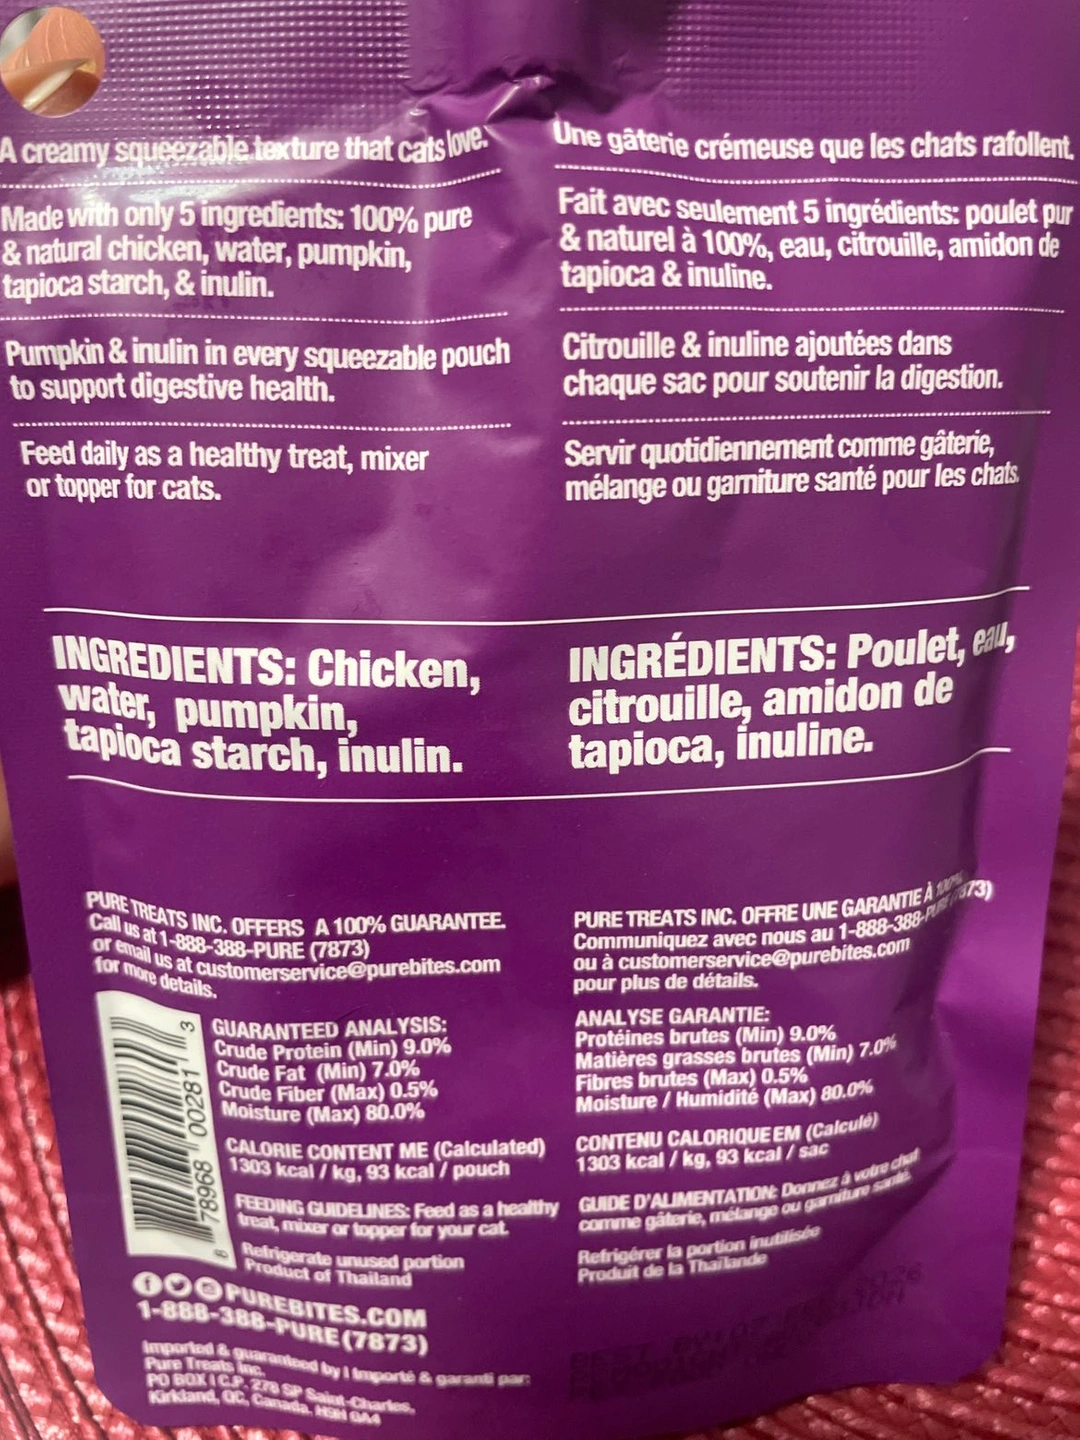 A creamy squeezable texture that cats love.
Made with only 5 ingredients: 100% pure
& natural chicken, water, pumpkin,
tapioca starch, & inulin.
Pumpkin & inulin in every squeezable pouch
to support digestive health.
Feed daily as a healthy treat, mixer
or topper for cats.
Une gâterie crémeuse que les chats rafollent.
Fait avec seulement 5 ingrédients: poulet pur
& naturel à 100%, eau, citrouille, amidon de
tapioca & inuline.
Citrouille & inuline ajoutées dans
chaque sac pour soutenir la digestion.
Servir quotidiennement comme gâterie,
mélange ou garniture santé pour les chats.
INGREDIENTS: Chicken,
water, pumpkin,
tapioca starch, inulin.
INGRÉDIENTS: Poulet, eau,
citrouille, amidon de
tapioca, inuline.
PURE TREATS INC. OFFERS A 100% GUARANTEE.
Call us at 1-888-388-PURE (7873)
or email us at customerservice@purebites.com
for more details.
GUARANTEED ANALYSIS:
Crude Protein (Min) 9.0%
Crude Fat (Min) 7.0%
Crude Fiber (Max) 0.5%
Moisture (Max) 80.0%
CALORIE CONTENT ME (Calculated)
1303 kcal / kg, 93 kcal / pouch
FEEDING GUIDELINES: Feed as a healthy
treat, mixer or topper for your cat.
Refrigerate unused portion
Product of Thailand
8 78968 00281 3
PUREBITES.COM
1-888-388-PURE (7873)
Imported & guaranteed by | Importé & garanti par:
Pure Treats Inc.
PO BOX | C.P. 278 SP Saint-Charles,
Kirkland, QC, Canada, H9H 0A4
PURE TREATS INC. OFFRE UNE GARANTIE À 100%
Communiquez avec nous au 1-888-388-PURE (7873)
ou à customerservice@purebites.com
pour plus de détails.
ANALYSE GARANTIE:
Protéines brutes (Min) 9.0%
Matières grasses brutes (Min) 7.0%
Fibres brutes (Max) 0.5%
Moisture / Humidité (Max) 80.0%
CONTENU CALORIQUE EM (Calculé)
1303 kcal / kg, 93 kcal / sac
GUIDE D'ALIMENTATION: Donnez à votre chat
comme gâterie, mélange ou garniture santé.
Refrigérer la portion inutilisée
Produit de la Thaïlande
BEST BY